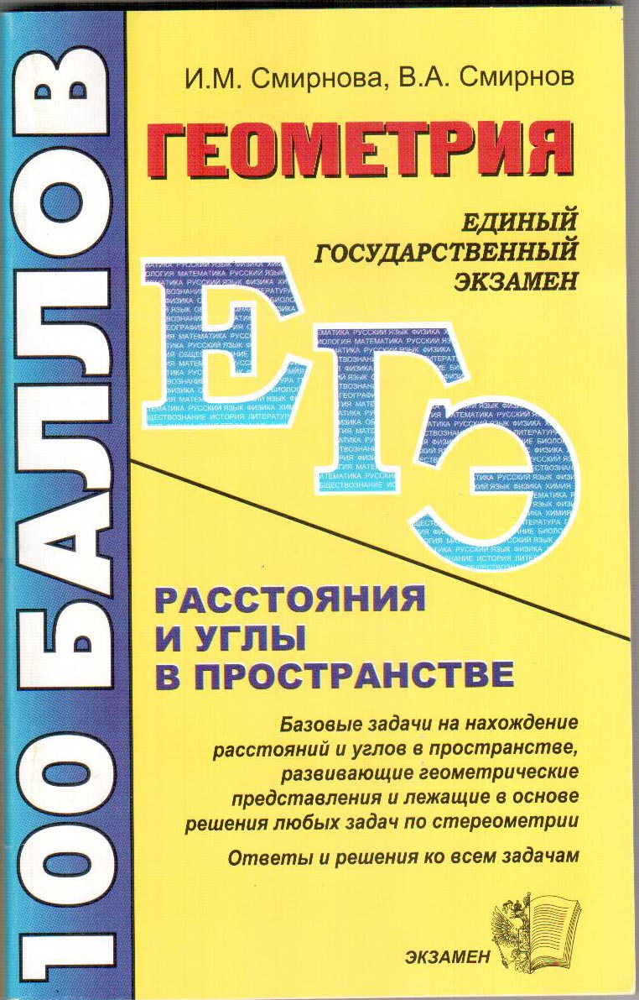 100 БАЛЛОВ
И.М. Смирнова, В.А. Смирнов
ГЕОМЕТРИЯ
ЕДИНЫЙ
ГОСУДАРСТВЕННЫЙ
ЭКЗАМЕН
ЕГЭ
РАССТОЯНИЯ
И УГЛЫ
В ПРОСТРАНСТВЕ
Базовые задачи на нахождение
расстояний и углов в пространстве,
развивающие геометрические
представления и лежащие в основе
решения любых задач по стереометрии
Ответы и решения ко всем задачам
ЭКЗАМЕН